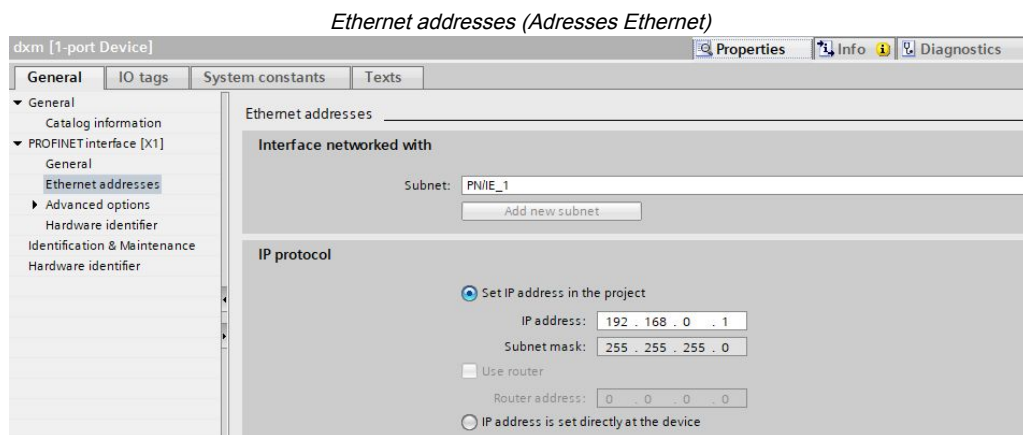 Ethernet addresses (Adresses Ethernet)
dxm [1-port Device]
Properties Info Diagnostics
General IO tags System constants Texts
General
Catalog information
PROFINET interface [X1]
General
Ethernet addresses
Advanced options
Hardware identifier
Identification & Maintenance
Hardware identifier
Ethernet addresses
Interface networked with
Subnet: PN/IE_1
Add new subnet
IP protocol
Set IP address in the project
IP address: 192 . 168 . 0 . 1
Subnet mask: 255 . 255 . 255 . 0
Use router
Router address: 0 . 0 . 0 . 0
IP address is set directly at the device